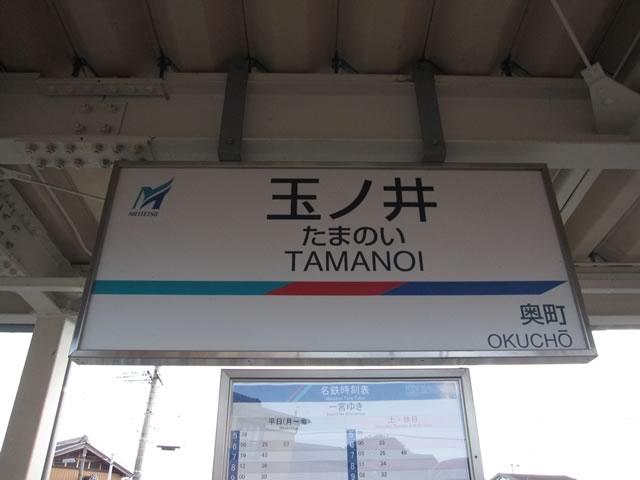 MEITETSU
玉ノ井
たまのい
TAMANOI
奥町
OKUCHŌ
名鉄時刻表
一宮ゆき
平日(月〜金)
土・休日